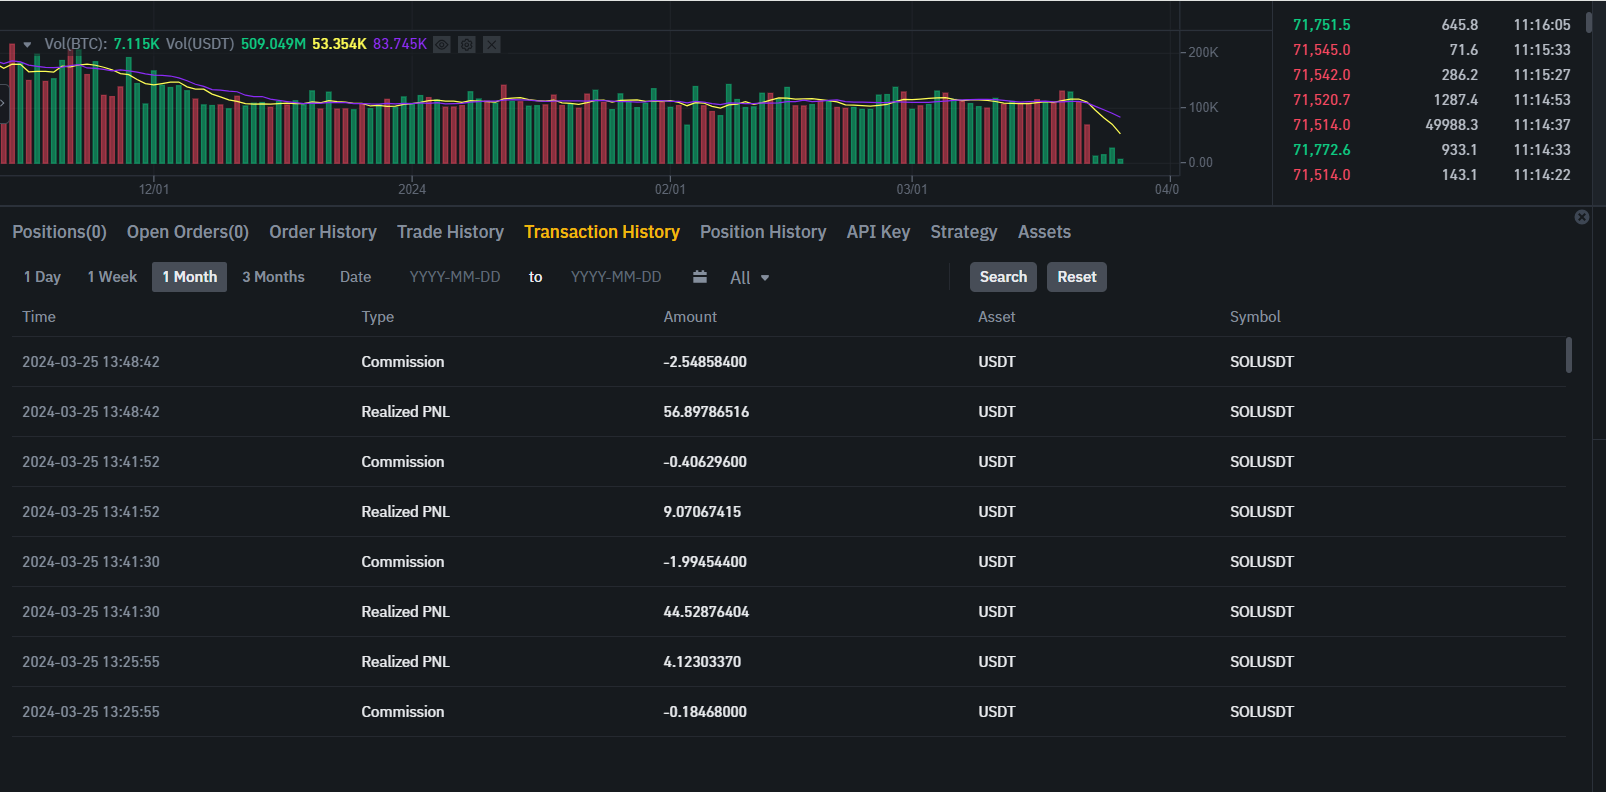 71,751.5 645.8 11:16:05
Vol(BTC): 7.115K Vol(USDT) 509.049M 53.354K 83.745K
200K
71,545.0 71.6 11:15:33
71,542.0 286.2 11:15:27
71,520.7 1287.4 11:14:53
100K
71,514.0 49988.3 11:14:37
71,772.6 933.1 11:14:33
0.00
71,514.0 143.1 11:14:22
12/01 2024 02/01 03/01 04/0
Positions(0) Open Orders(0) Order History Trade History Transaction History Position History API Key Strategy Assets
1 Day 1 Week 1 Month 3 Months Date YYYY-MM-DD to YYYY-MM-DD All Search Reset
Time Type Amount Asset Symbol
2024-03-25 13:48:42 Commission -2.54858400 USDT SOLUSDT
2024-03-25 13:48:42 Realized PNL 56.89786516 USDT SOLUSDT
2024-03-25 13:41:52 Commission -0.40629600 USDT SOLUSDT
2024-03-25 13:41:52 Realized PNL 9.07067415 USDT SOLUSDT
2024-03-25 13:41:30 Commission -1.99454400 USDT SOLUSDT
2024-03-25 13:41:30 Realized PNL 44.52876404 USDT SOLUSDT
2024-03-25 13:25:55 Realized PNL 4.12303370 USDT SOLUSDT
2024-03-25 13:25:55 Commission -0.18468000 USDT SOLUSDT